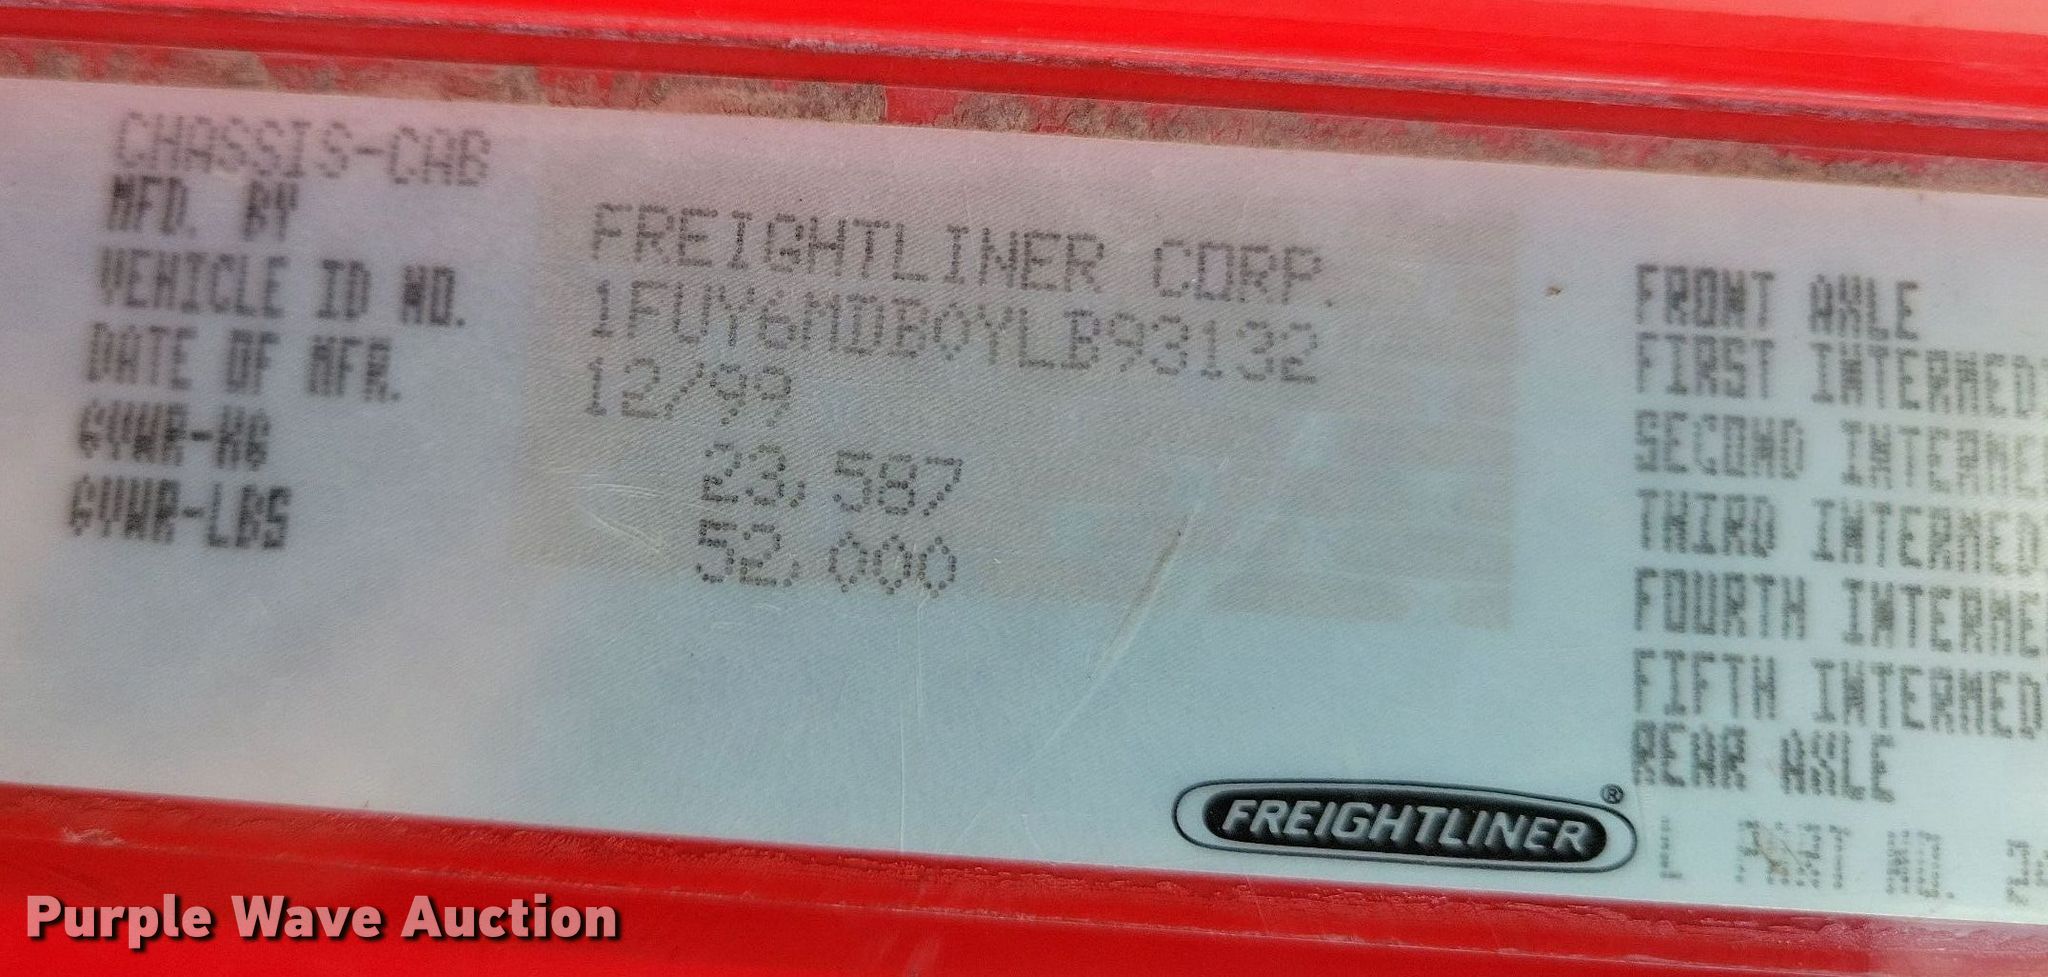 CHASSIS-CAB
MFD. BY FREIGHTLINER CORP.
VEHICLE ID NO. 1FUY6MDB0YLB93132
DATE OF MFR. 12/99
GVWR-KG 23,587
GVWR-LBS 52,000
FRONT AXLE
FIRST INTERMED
SECOND INTERME
THIRD INTERMED
FOURTH INTERME
FIFTH INTERMED
REAR AXLE
FREIGHTLINER®
Purple Wave Auction